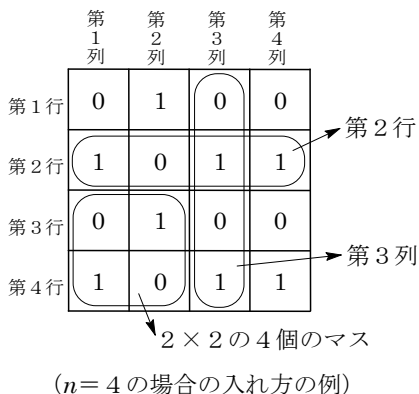 第1列 第2列 第3列 第4列
第1行 0 1 0 0
第2行 1 0 1 1
第3行 0 1 0 0
第4行 1 0 1 1
第2行
第3列
2×2の4個のマス
(n=4の場合の入れ方の例)